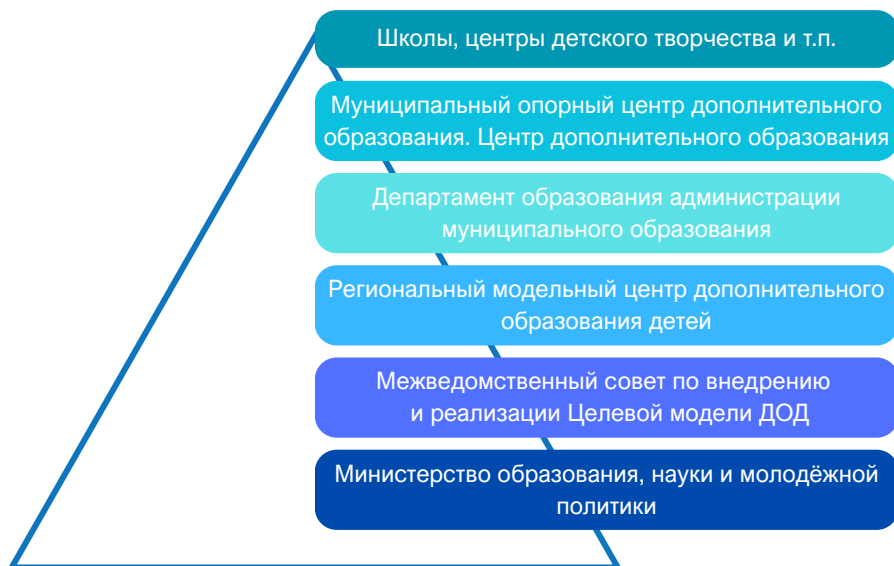 Школы, центры детского творчества и т.п.
Муниципальный опорный центр дополнительного
образования. Центр дополнительного образования
Департамент образования администрации
муниципального образования
Региональный модельный центр дополнительного
образования детей
Межведомственный совет по внедрению
и реализации Целевой модели ДОД
Министерство образования, науки и молодёжной
политики